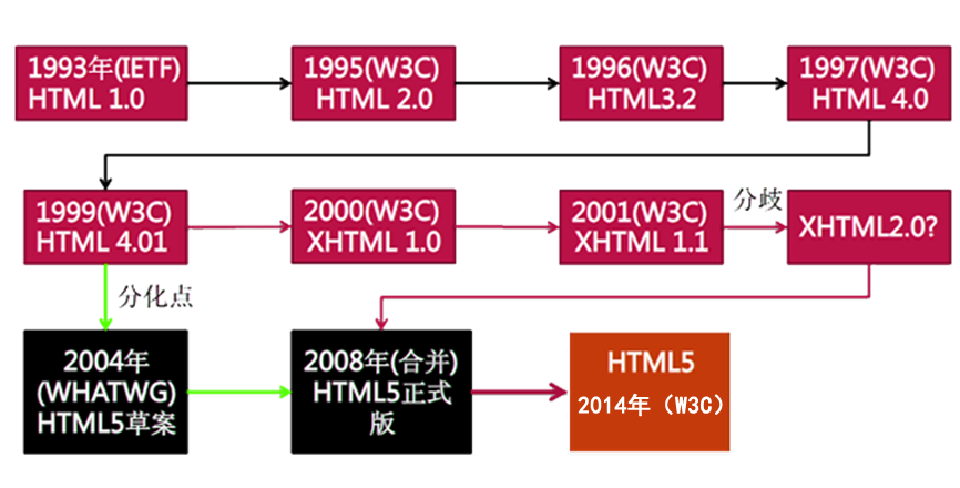 1993年(IETF)
HTML 1.0
1995(W3C)
HTML 2.0
1996(W3C)
HTML3.2
1997(W3C)
HTML 4.0
1999(W3C)
HTML 4.01
2000(W3C)
XHTML 1.0
2001(W3C)
XHTML 1.1
分歧
XHTML2.0?
分化点
2004年
(WHATWG)
HTML5草案
2008年(合并)
HTML5正式
版
HTML5
2014年（W3C）